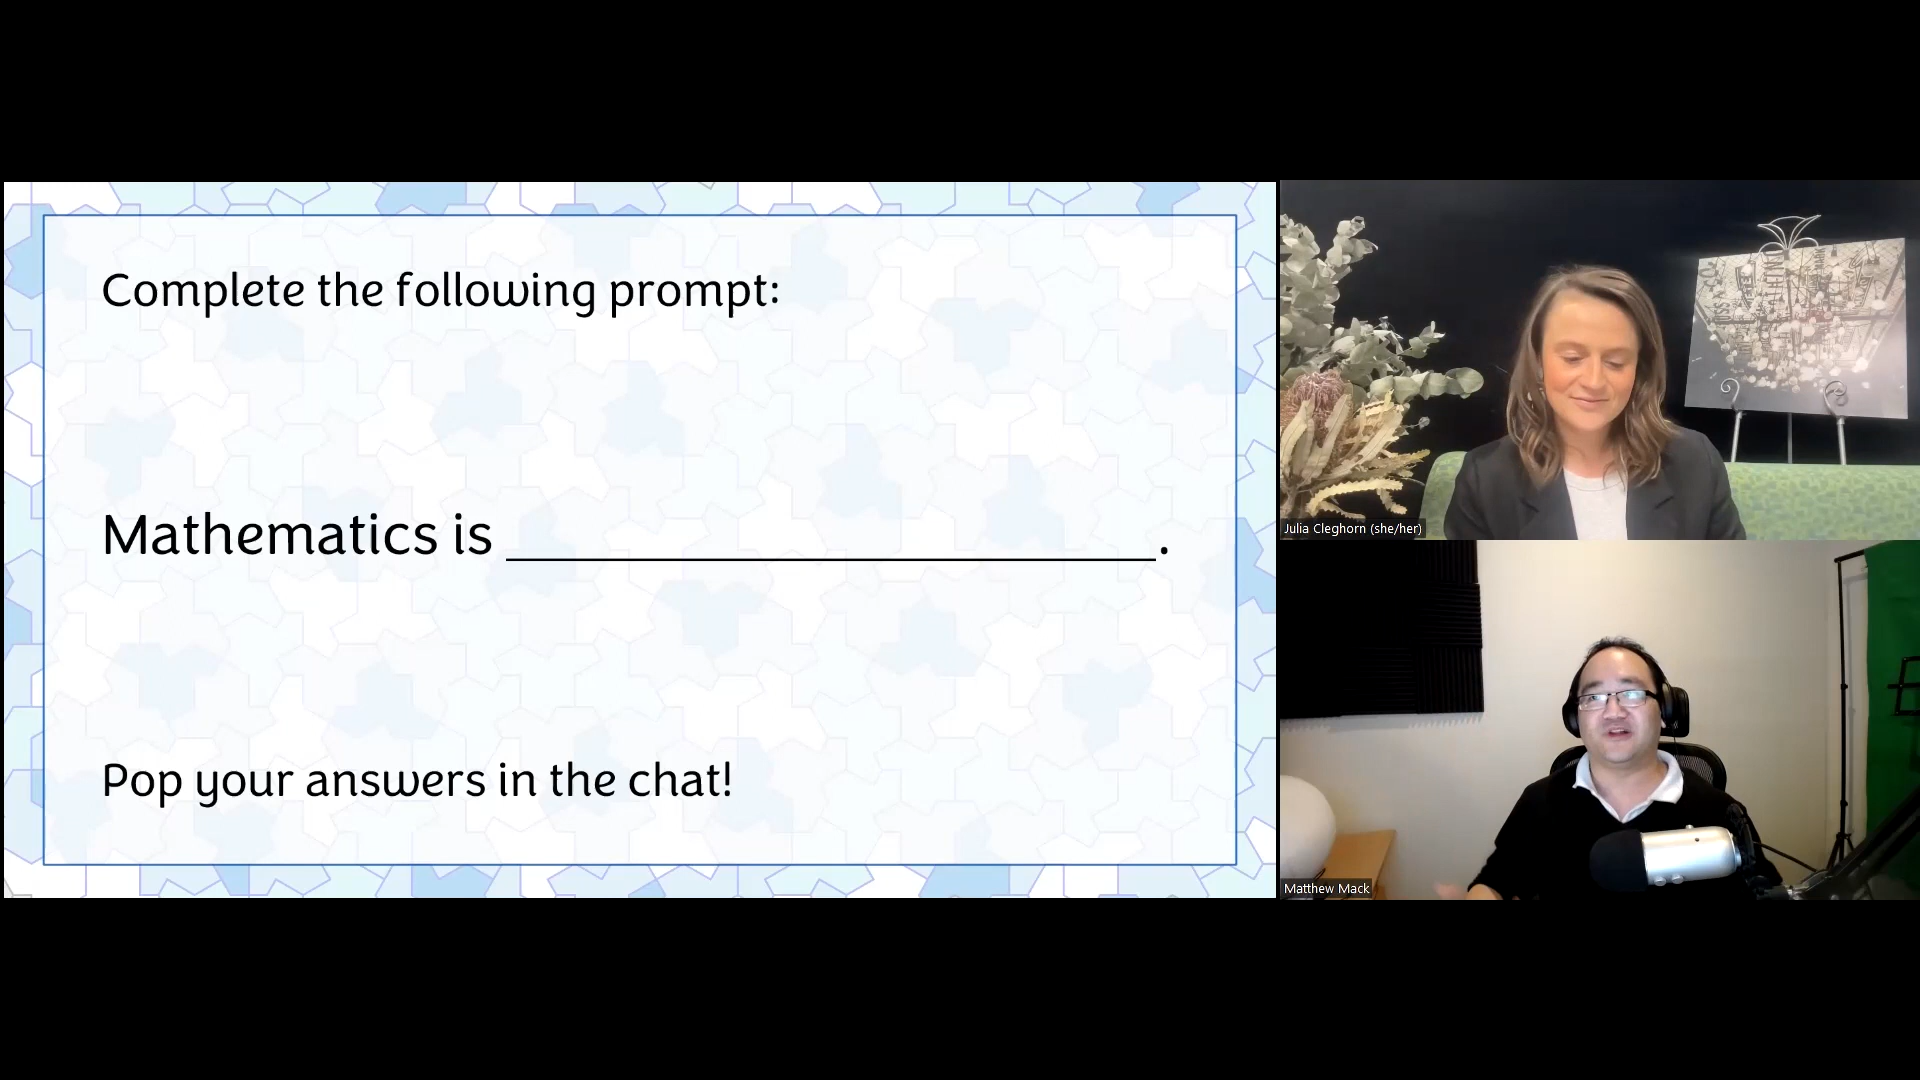 Complete the following prompt:
Mathematics is ______________________.
Pop your answers in the chat!
Julia Cleghorn (she/her)
Matthew Mack